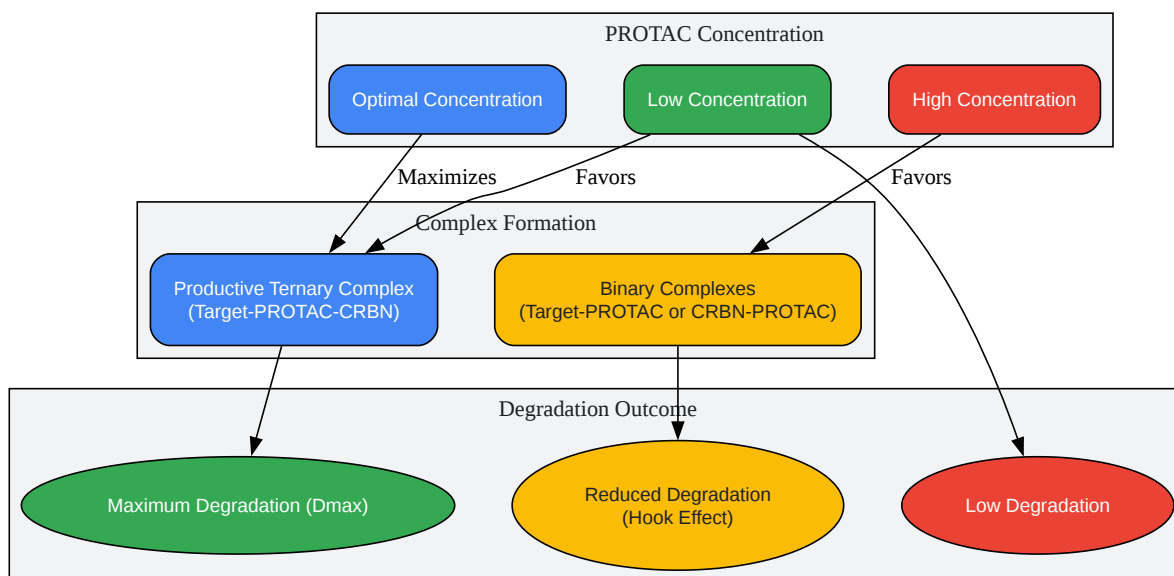 PROTAC Concentration
Optimal Concentration
Low Concentration
High Concentration
Maximizes
Favors
Favors
Complex Formation
Productive Ternary Complex
(Target-PROTAC-CRBN)
Binary Complexes
(Target-PROTAC or CRBN-PROTAC)
Degradation Outcome
Maximum Degradation (Dmax)
Reduced Degradation
(Hook Effect)
Low Degradation